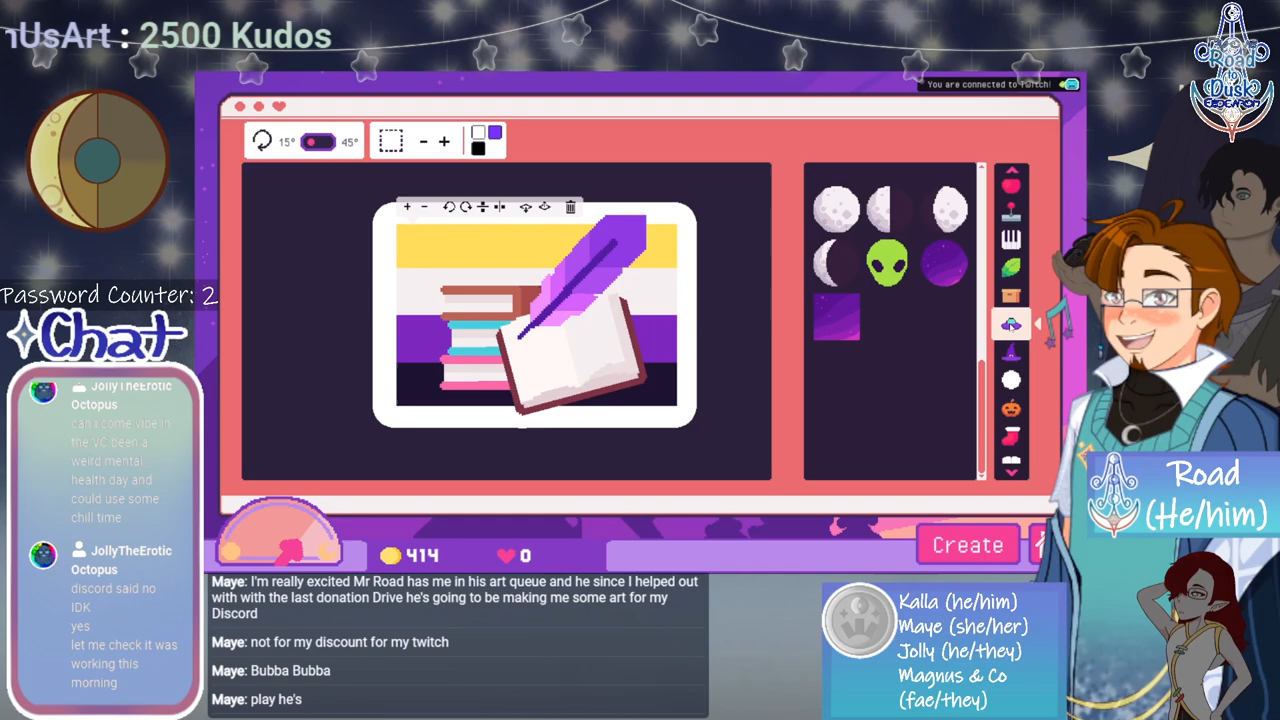 ηUsArt : 2500 Kudos
Road
to
Dusk
You are connected to Twitch!
15° 45°
Password Counter: 2
Chat
JollyTheErotic
Octopus
can i come vibe in
the VC been a
weird mental
health day and
could use some
chill time
JollyTheErotic
Octopus
discord said no
IDK
yes
let me check it was
working this
morning
414 0
Create
Maye: I'm really excited Mr Road has me in his art queue and he since I helped out
with with the last donation Drive he's going to be making me some art for my
Discord
Maye: not for my discount for my twitch
Maye: Bubba Bubba
Maye: play he's
Road
(He/him)
Kalla (he/him)
Maye (she/her)
Jolly (he/they)
Magnus & Co
(fae/they)